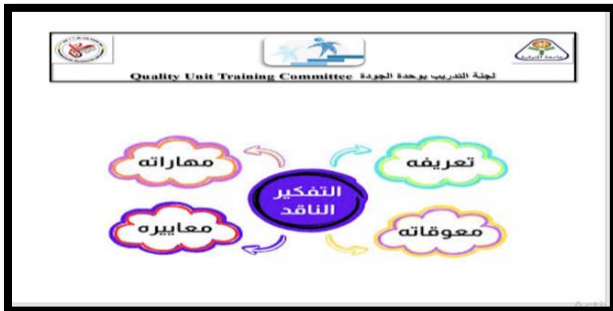 لجنة التدريب بوحدة الجودة Quality Unit Training Committee
تعريفه
مهاراته
التفكير
الناقد
معوقاته
معاييره